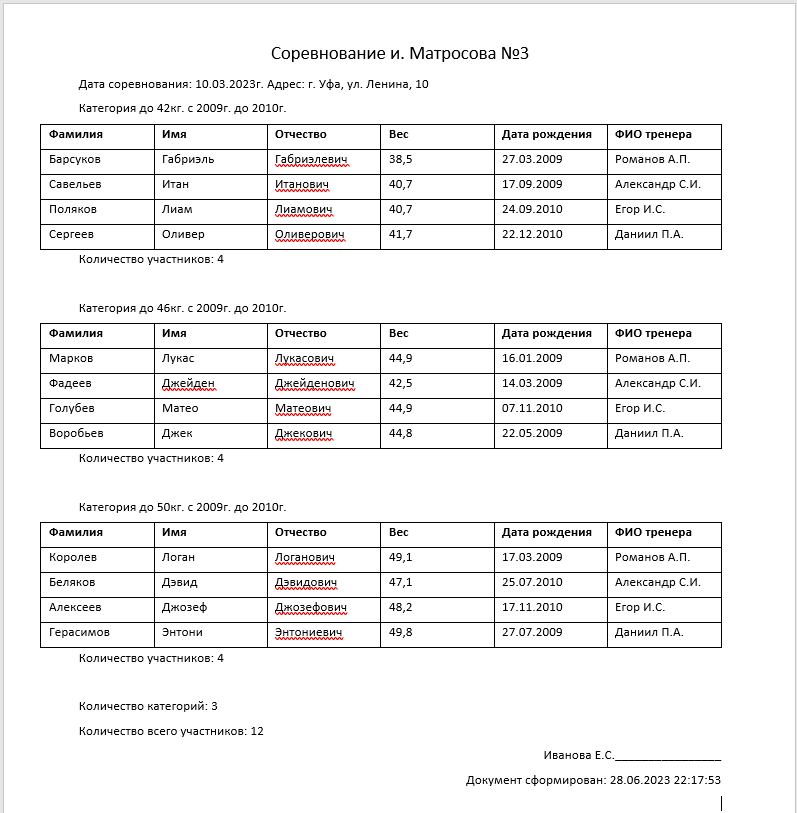 Соревнование и. Матросова №3
Дата соревнования: 10.03.2023г. Адрес: г. Уфа, ул. Ленина, 10
Категория до 42кг. с 2009г. до 2010г.
Фамилия Имя Отчество Вес Дата рождения ФИО тренера
Барсуков Габриэль Габриэлевич 38,5 27.03.2009 Романов А.П.
Савельев Итан Итанович 40,7 17.09.2009 Александр С.И.
Поляков Лиам Лиамович 40,7 24.09.2010 Егор И.С.
Сергеев Оливер Оливерович 41,7 22.12.2010 Даниил П.А.
Количество участников: 4
Категория до 46кг. с 2009г. до 2010г.
Фамилия Имя Отчество Вес Дата рождения ФИО тренера
Марков Лукас Лукасович 44,9 16.01.2009 Романов А.П.
Фадеев Джейден Джейденович 42,5 14.03.2009 Александр С.И.
Голубев Матео Матеович 44,9 07.11.2010 Егор И.С.
Воробьев Джек Джекович 44,8 22.05.2009 Даниил П.А.
Количество участников: 4
Категория до 50кг. с 2009г. до 2010г.
Фамилия Имя Отчество Вес Дата рождения ФИО тренера
Королев Логан Логанович 49,1 17.03.2009 Романов А.П.
Беляков Дэвид Дэвидович 47,1 25.07.2010 Александр С.И.
Алексеев Джозеф Джозефович 48,2 17.11.2010 Егор И.С.
Герасимов Энтони Энтониевич 49,8 27.07.2009 Даниил П.А.
Количество участников: 4
Количество категорий: 3
Количество всего участников: 12
Иванова Е.С.________________
Документ сформирован: 28.06.2023 22:17:53